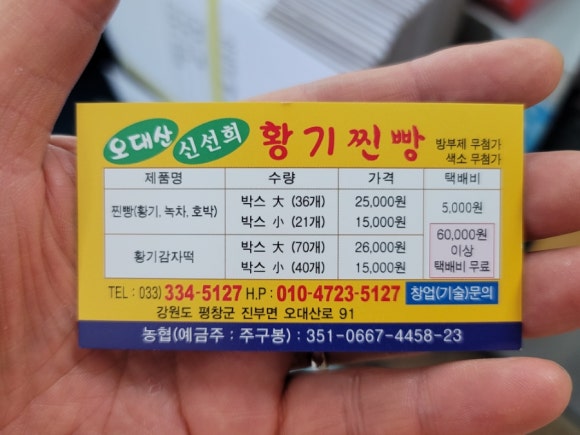 오대산 신선희 황기찐빵 방부제 무첨가
색소 무첨가
제품명 수량 가격 택배비
찐빵(황기, 녹차, 호박) 박스 大 (36개) 25,000원 5,000원
박스 小 (21개) 15,000원
황기감자떡 박스 大 (70개) 26,000원 60,000원 이상 택배비 무료
박스 小 (40개) 15,000원
TEL : 033) 334-5127 H.P : 010-4723-5127 창업(기술)문의
강원도 평창군 진부면 오대산로 91
농협(예금주 : 주구봉) : 351-0667-4458-23